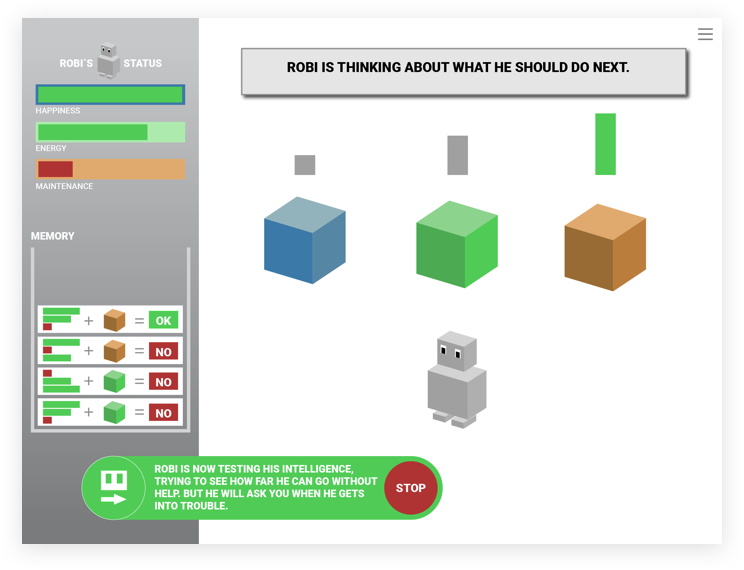 ROBI´S STATUS
HAPPINESS
ENERGY
MAINTENANCE
MEMORY
+ = OK
+ = NO
+ = NO
+ = NO
ROBI IS THINKING ABOUT WHAT HE SHOULD DO NEXT.
ROBI IS NOW TESTING HIS INTELLIGENCE,
TRYING TO SEE HOW FAR HE CAN GO WITHOUT
HELP. BUT HE WILL ASK YOU WHEN HE GETS
INTO TROUBLE.
STOP